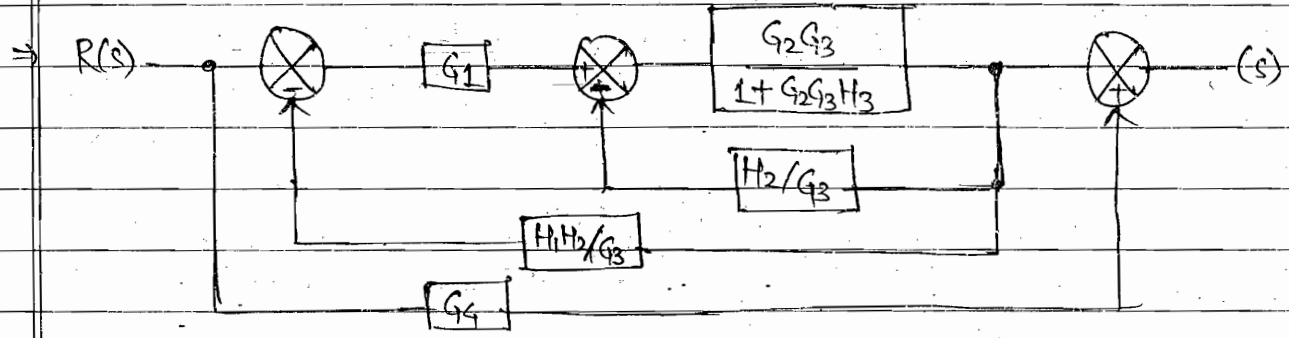 ⇒ R(s) G1 + G2G3
- - 1 + G2G3H3 + (s)
H2/G3
H1H2/G3
G4